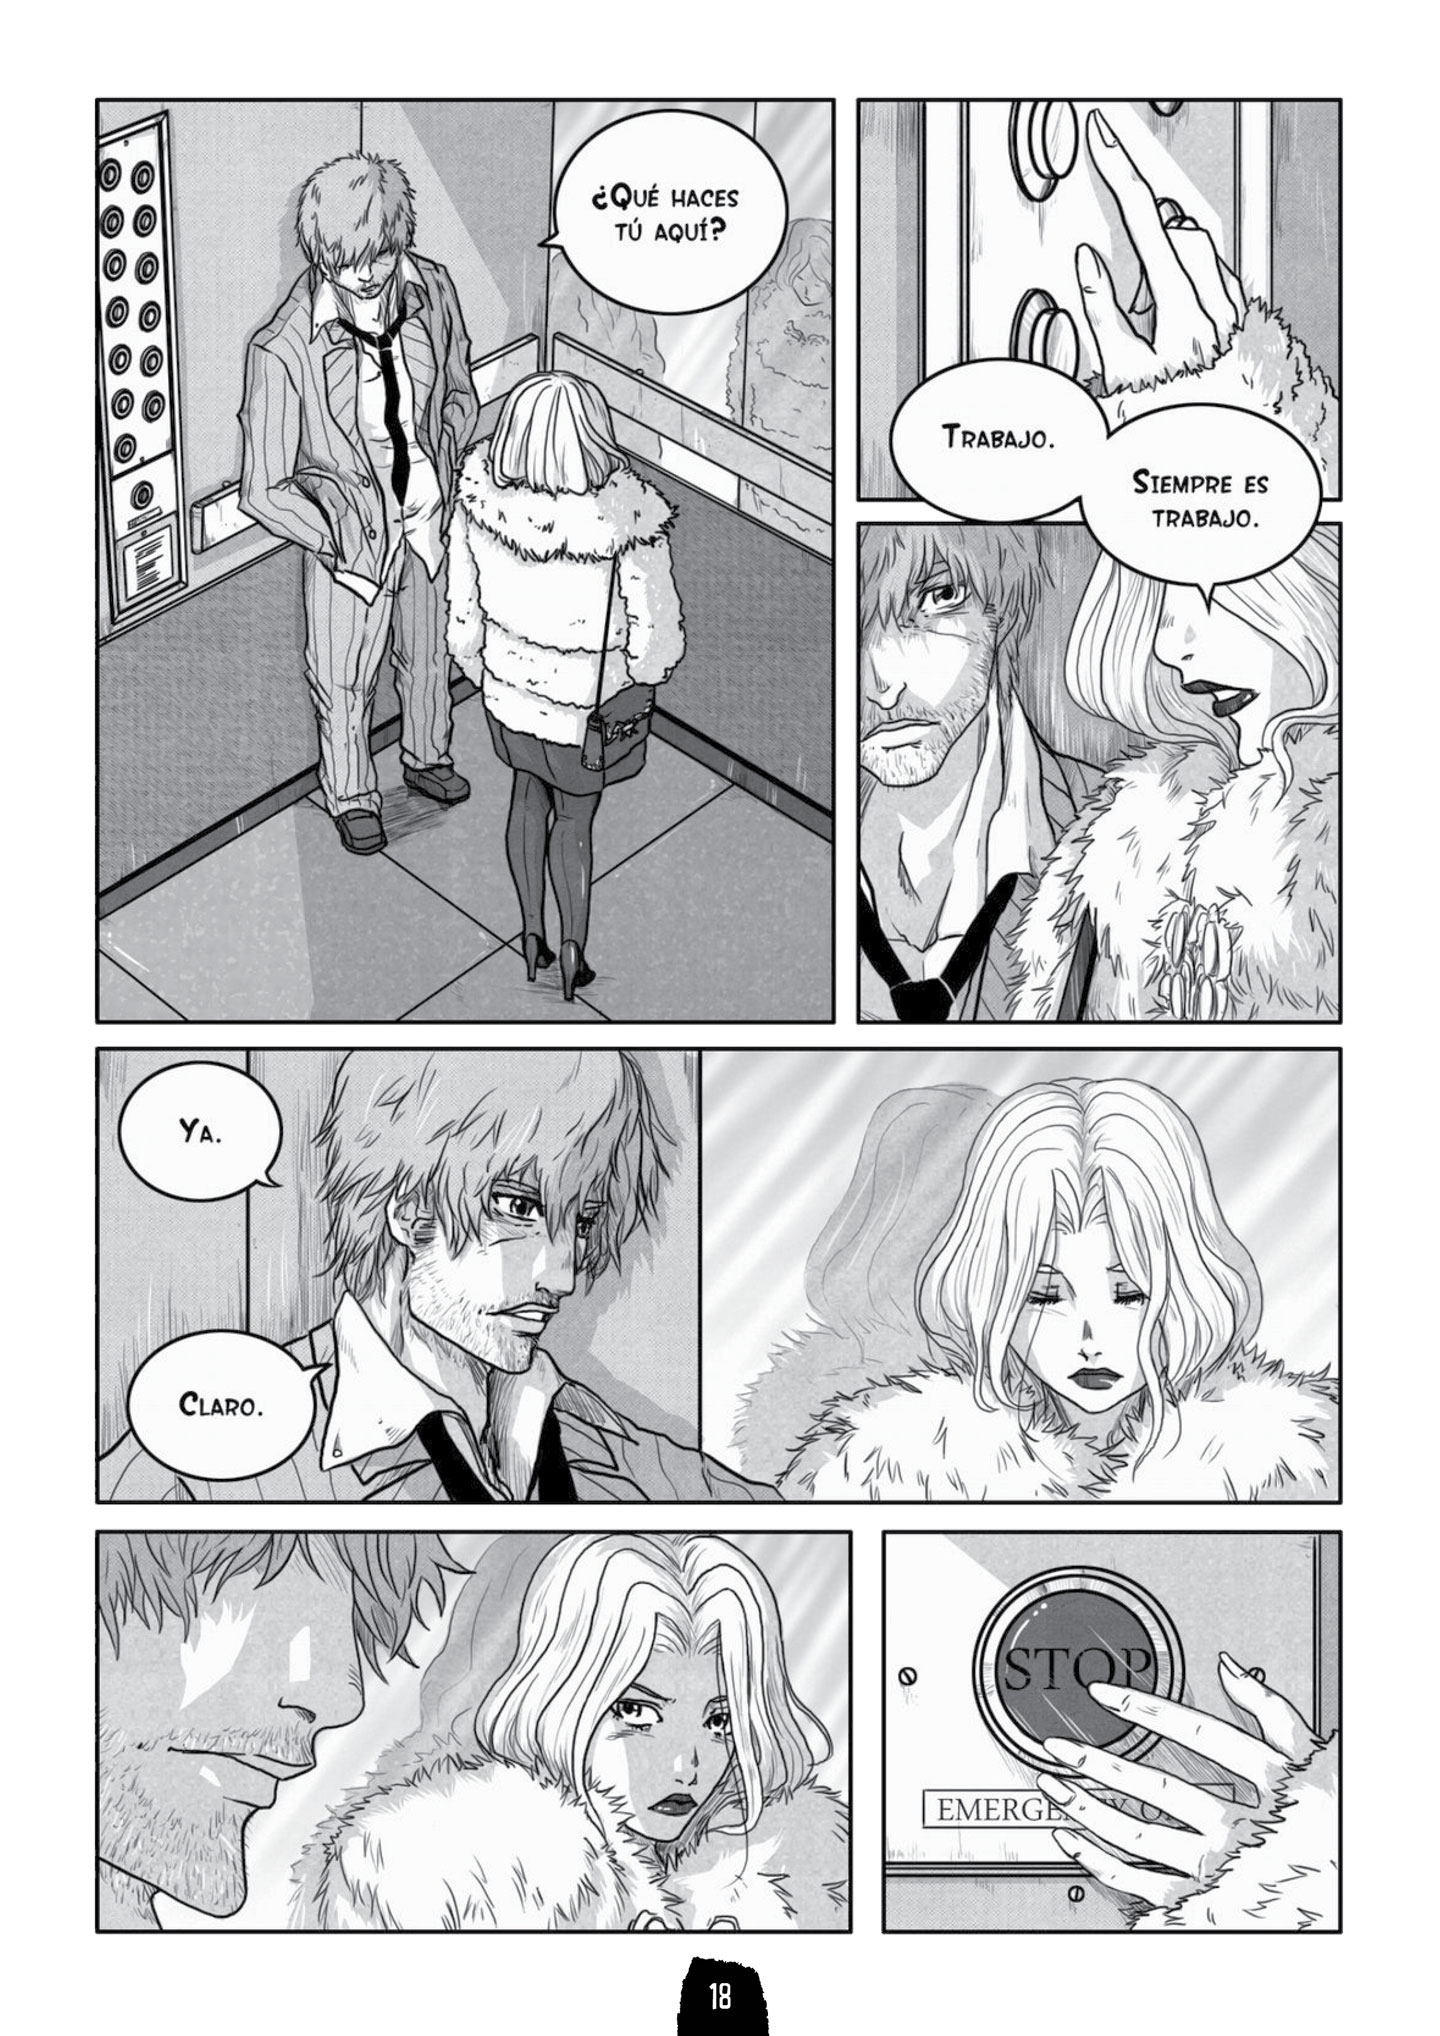 ¿Qué haces
tú aquí?
Trabajo.
Siempre es
trabajo.
Ya.
Claro.
STOP
18